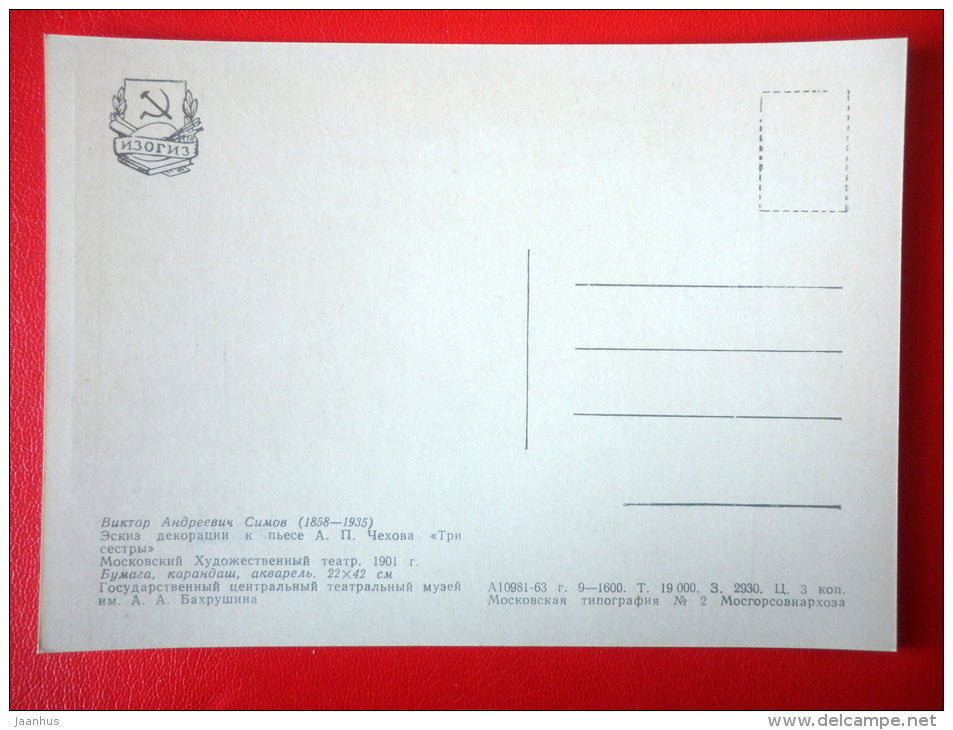 ИЗОГИЗ
Виктор Андреевич Симов (1858—1935)
Эскиз декорации к пьесе А. П. Чехова «Три
сестры»
Московский Художественный театр. 1901 г.
Бумага, карандаш, акварель. 22×42 см
Государственный центральный театральный музей
им. А. А. Бахрушина
А10981-63 г. 9—1600. Т. 19 000. З. 2930. Ц. 3 коп.
Московская типография № 2 Мосгорсовнархоза
Jaanhus
www.delcampe.net